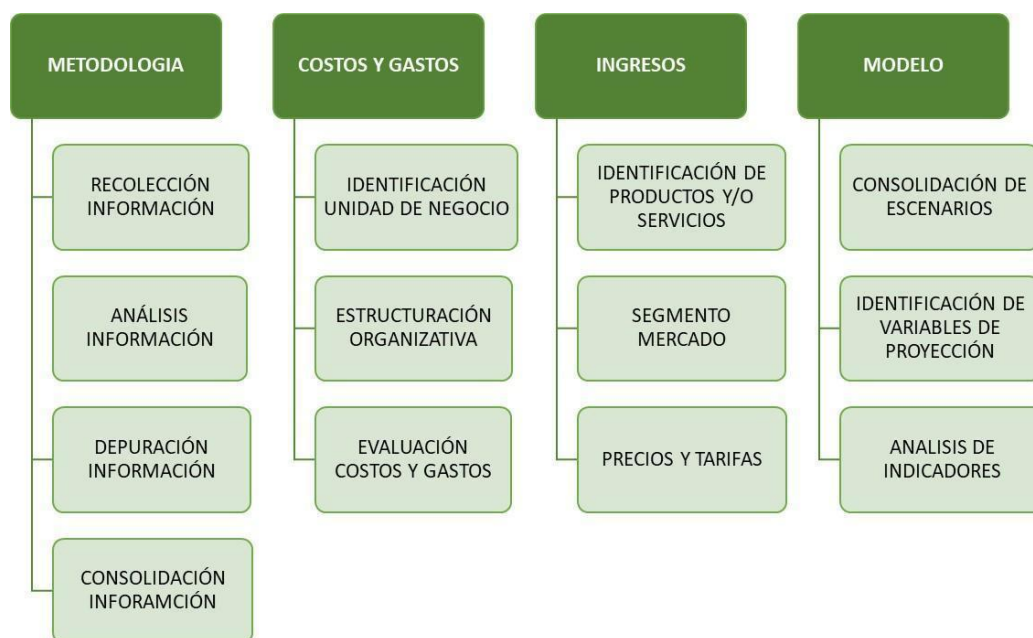 METODOLOGIA
RECOLECCIÓN
INFORMACIÓN
ANÁLISIS
INFORMACIÓN
DEPURACIÓN
INFORMACIÓN
CONSOLIDACIÓN
INFORAMCIÓN
COSTOS Y GASTOS
IDENTIFICACIÓN
UNIDAD DE NEGOCIO
ESTRUCTURACIÓN
ORGANIZATIVA
EVALUACIÓN
COSTOS Y GASTOS
INGRESOS
IDENTIFICACIÓN DE
PRODUCTOS Y/O
SERVICIOS
SEGMENTO
MERCADO
PRECIOS Y TARIFAS
MODELO
CONSOLIDACIÓN DE
ESCENARIOS
IDENTIFICACIÓN DE
VARIABLES DE
PROYECCIÓN
ANALISIS DE
INDICADORES